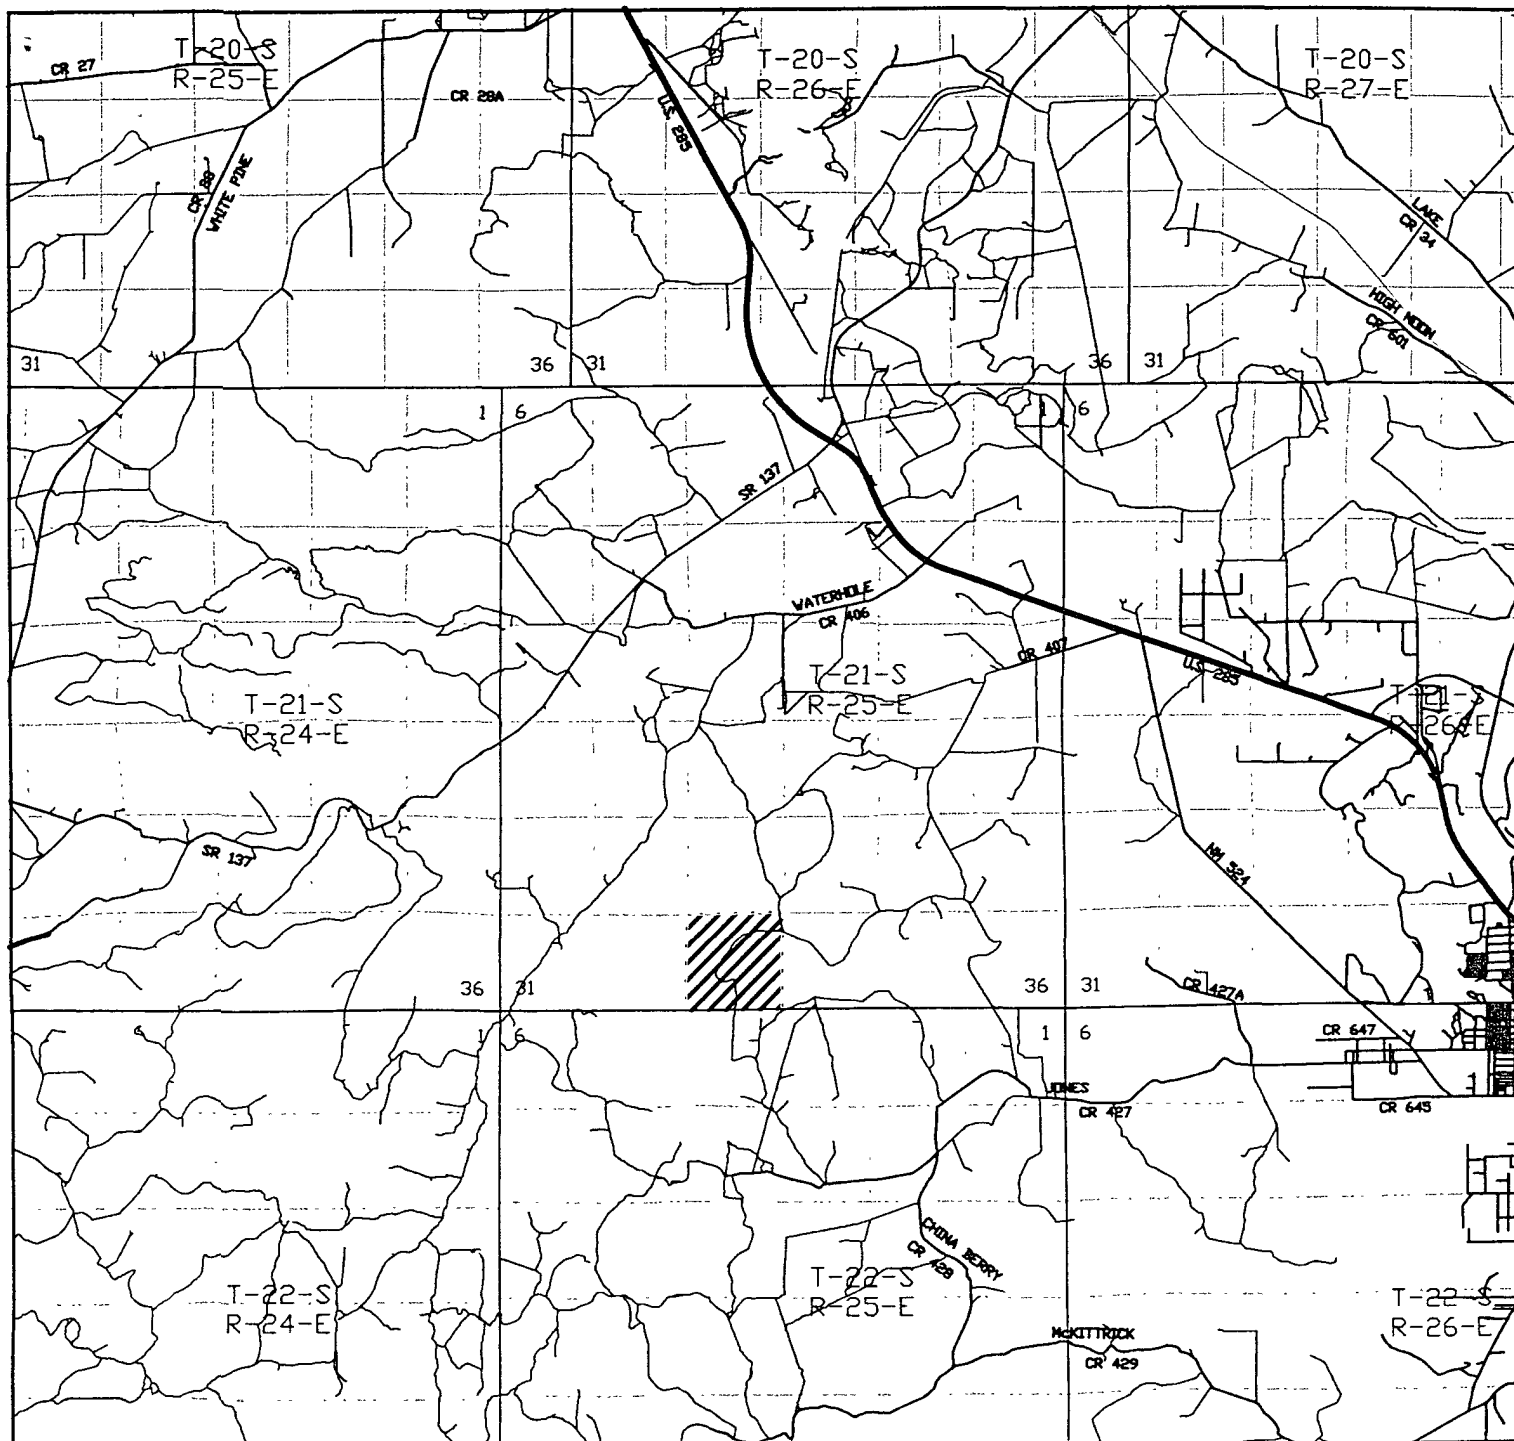 T-20-S
R-25-E
T-20-S
R-26-E
T-20-S
R-27-E
CR 27
CR 28A
U.S. 285
CR 88
WHITE PINE
LAKE
CR 34
HIGH NOON
CR 601
31
36
31
36
31
1
6
1
6
SR 137
WATERHOLE
CR 406
CR 407
U.S. 285
T-21-S
R-24-E
T-21-S
R-25-E
T-21-S
R-26-E
SR 137
NM 524
36
31
36
31
CR 427A
1
6
1
6
CR 647
JONES
CR 427
CR 645
CHINA BERRY
CR 428
T-22-S
R-24-E
T-22-S
R-25-E
T-22-S
R-26-E
McKITTRICK
CR 429